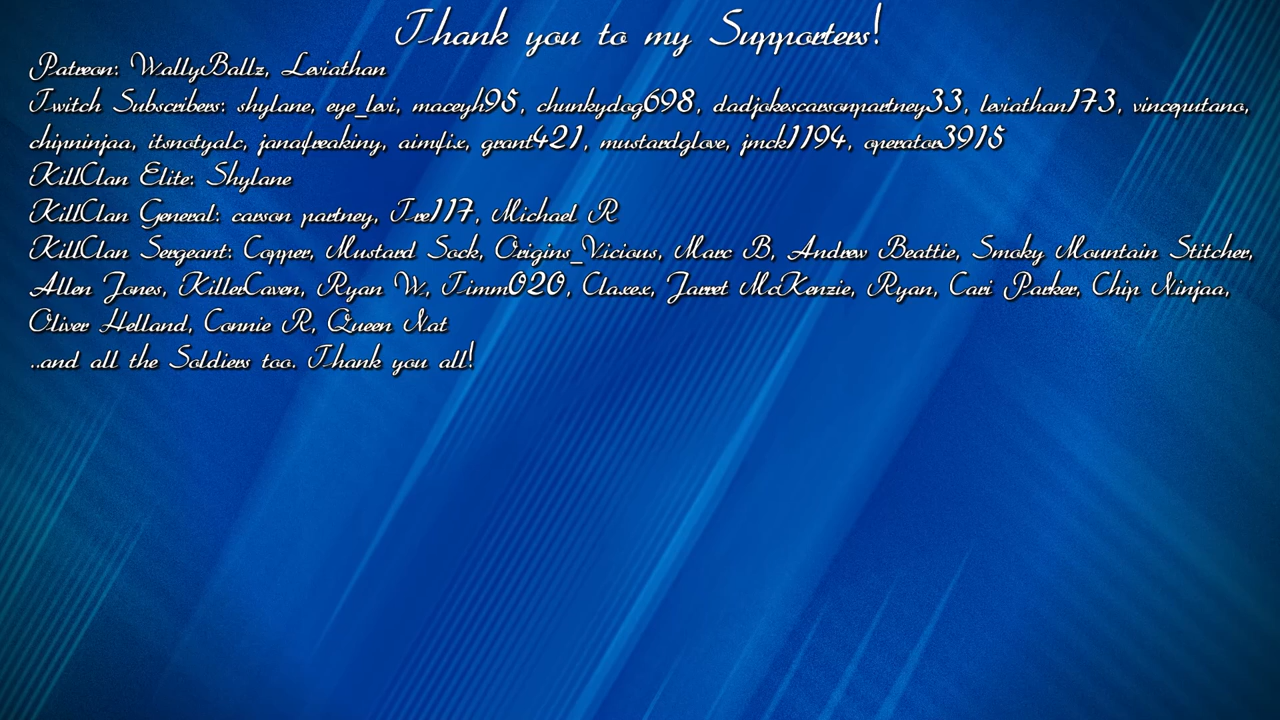 Thank you to my Supporters!
Patreon: WallyBallz, Leviathan
Twitch Subscribers: shylane, eye_levi, maceyh95, chunkydog698, dadjokescarsonpartney33, leviathan173, vinceputano,
chipninjaa, itsnotyalc, janafreakiny, aimfix, grant421, mustardglove, jmck1194, operator3915
KillClan Elite: Shylane
KillClan General: carson partney, Tre117, Michael R
KillClan Sergeant: Copper, Mustard Sock, Origins_Vicious, Marc B, Andrew Beattie, Smoky Mountain Stitcher,
Allen Jones, KillerCaven, Ryan W, Timm020, Claxex, Jarret McKenzie, Ryan, Cari Parker, Chip Ninjaa,
Oliver Helland, Connie R, Queen Nat
..and all the Soldiers too. Thank you all!